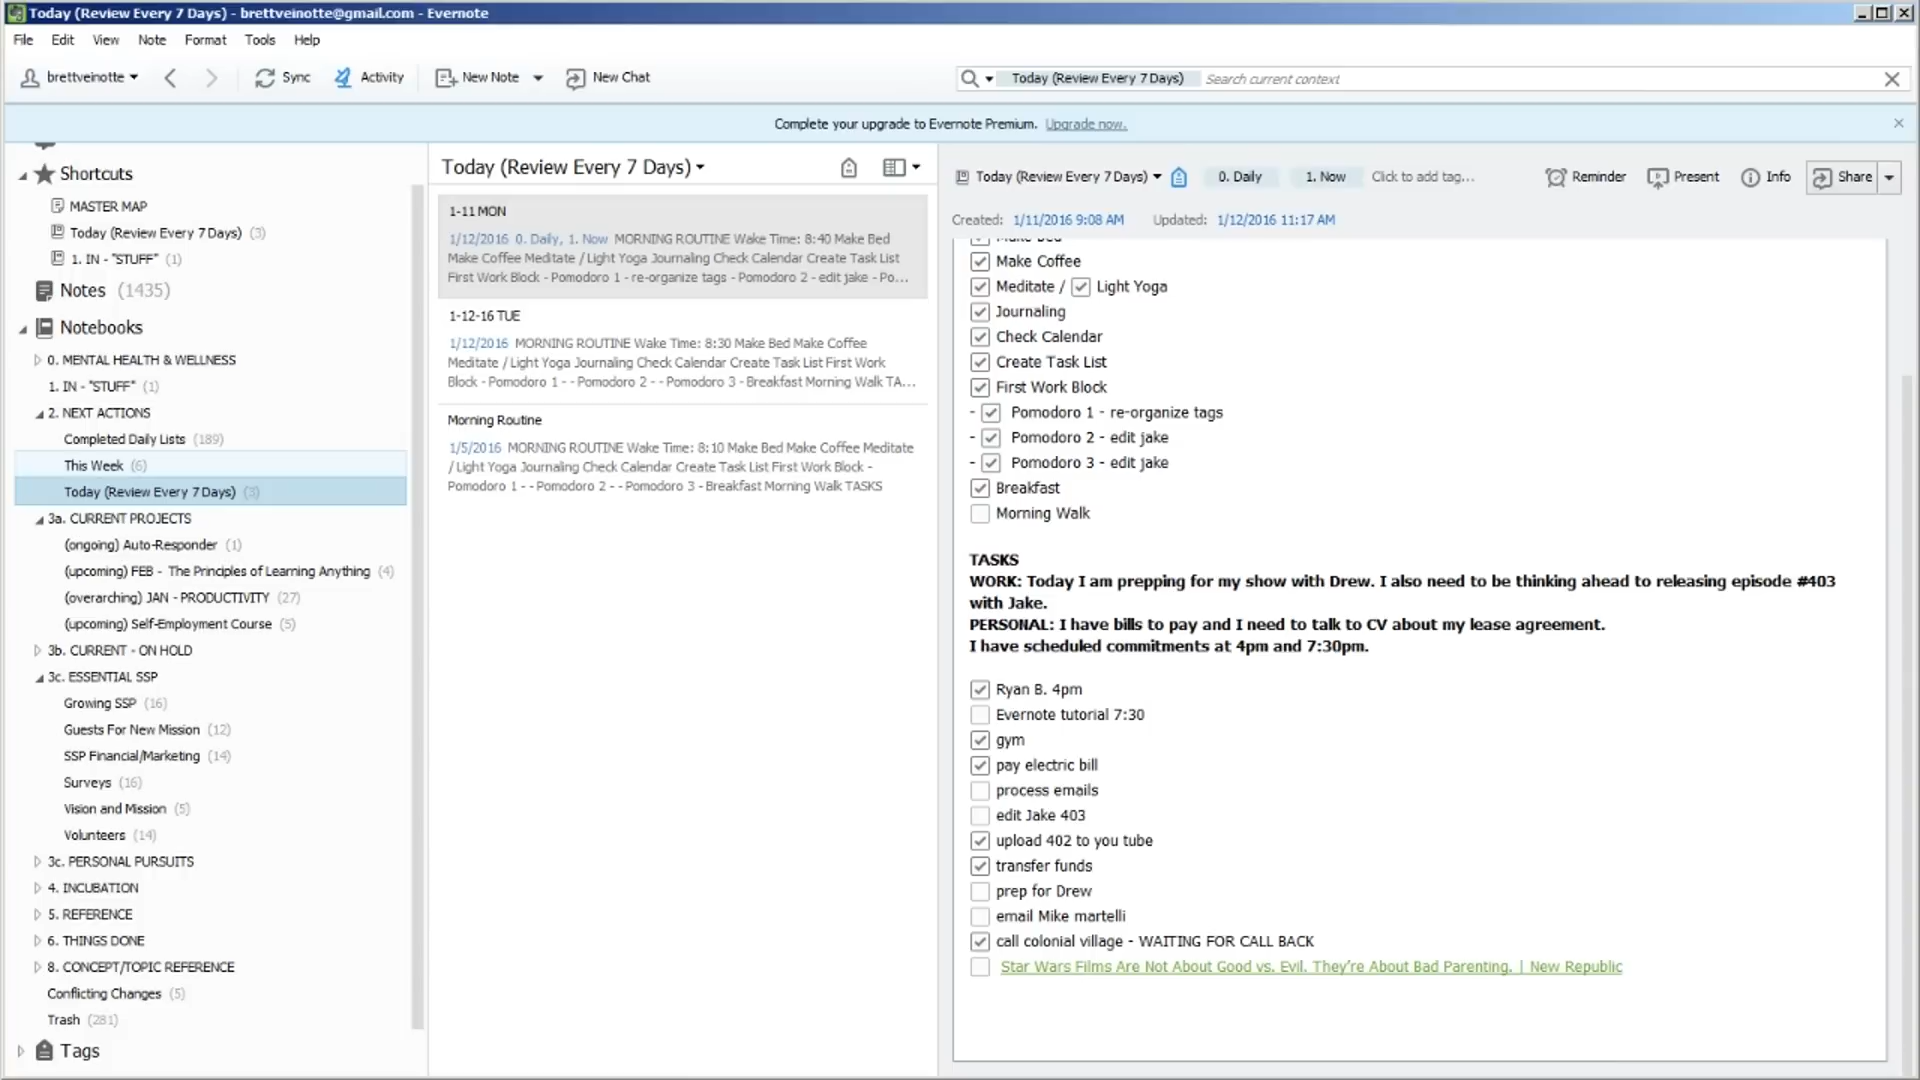 Today (Review Every 7 Days) - brettveinotte@gmail.com - Evernote
File Edit View Note Format Tools Help
brettveinotte Sync Activity New Note New Chat Today (Review Every 7 Days) Search current context
Complete your upgrade to Evernote Premium. Upgrade now.
Shortcuts
MASTER MAP
Today (Review Every 7 Days) (3)
1. IN - "STUFF" (1)
Notes (1435)
Notebooks
0. MENTAL HEALTH & WELLNESS
1. IN - "STUFF" (1)
2. NEXT ACTIONS
Completed Daily Lists (189)
This Week (6)
Today (Review Every 7 Days) (3)
3a. CURRENT PROJECTS
(ongoing) Auto-Responder (1)
(upcoming) FEB - The Principles of Learning Anything (4)
(overarching) JAN - PRODUCTIVITY (27)
(upcoming) Self-Employment Course (5)
3b. CURRENT - ON HOLD
3c. ESSENTIAL SSP
Growing SSP (16)
Guests For New Mission (12)
SSP Financial/Marketing (14)
Surveys (16)
Vision and Mission (5)
Volunteers (14)
3c. PERSONAL PURSUITS
4. INCUBATION
5. REFERENCE
6. THINGS DONE
8. CONCEPT/TOPIC REFERENCE
Conflicting Changes (5)
Trash (281)
Tags
Today (Review Every 7 Days)
1-11 MON
1/12/2016 0. Daily, 1. Now MORNING ROUTINE Wake Time: 8:40 Make Bed
Make Coffee Meditate / Light Yoga Journaling Check Calendar Create Task List
First Work Block - Pomodoro 1 - re-organize tags - Pomodoro 2 - edit jake - Po...
1-12-16 TUE
1/12/2016 MORNING ROUTINE Wake Time: 8:30 Make Bed Make Coffee
Meditate / Light Yoga Journaling Check Calendar Create Task List First Work
Block - Pomodoro 1 - - Pomodoro 2 - - Pomodoro 3 - Breakfast Morning Walk TA...
Morning Routine
1/5/2016 MORNING ROUTINE Wake Time: 8:10 Make Bed Make Coffee Meditate
/ Light Yoga Journaling Check Calendar Create Task List First Work Block -
Pomodoro 1 - - Pomodoro 2 - - Pomodoro 3 - Breakfast Morning Walk TASKS
Today (Review Every 7 Days) 0. Daily 1. Now Click to add tag... Reminder Present Info Share
Created: 1/11/2016 9:08 AM Updated: 1/12/2016 11:17 AM
Make Bed
Make Coffee
Meditate / Light Yoga
Journaling
Check Calendar
Create Task List
First Work Block
- Pomodoro 1 - re-organize tags
- Pomodoro 2 - edit jake
- Pomodoro 3 - edit jake
Breakfast
Morning Walk
TASKS
WORK: Today I am prepping for my show with Drew. I also need to be thinking ahead to releasing episode #403
with Jake.
PERSONAL: I have bills to pay and I need to talk to CV about my lease agreement.
I have scheduled commitments at 4pm and 7:30pm.
Ryan B. 4pm
Evernote tutorial 7:30
gym
pay electric bill
process emails
edit Jake 403
upload 402 to you tube
transfer funds
prep for Drew
email Mike martelli
call colonial village - WAITING FOR CALL BACK
Star Wars Films Are Not About Good vs. Evil. They're About Bad Parenting. | New Republic